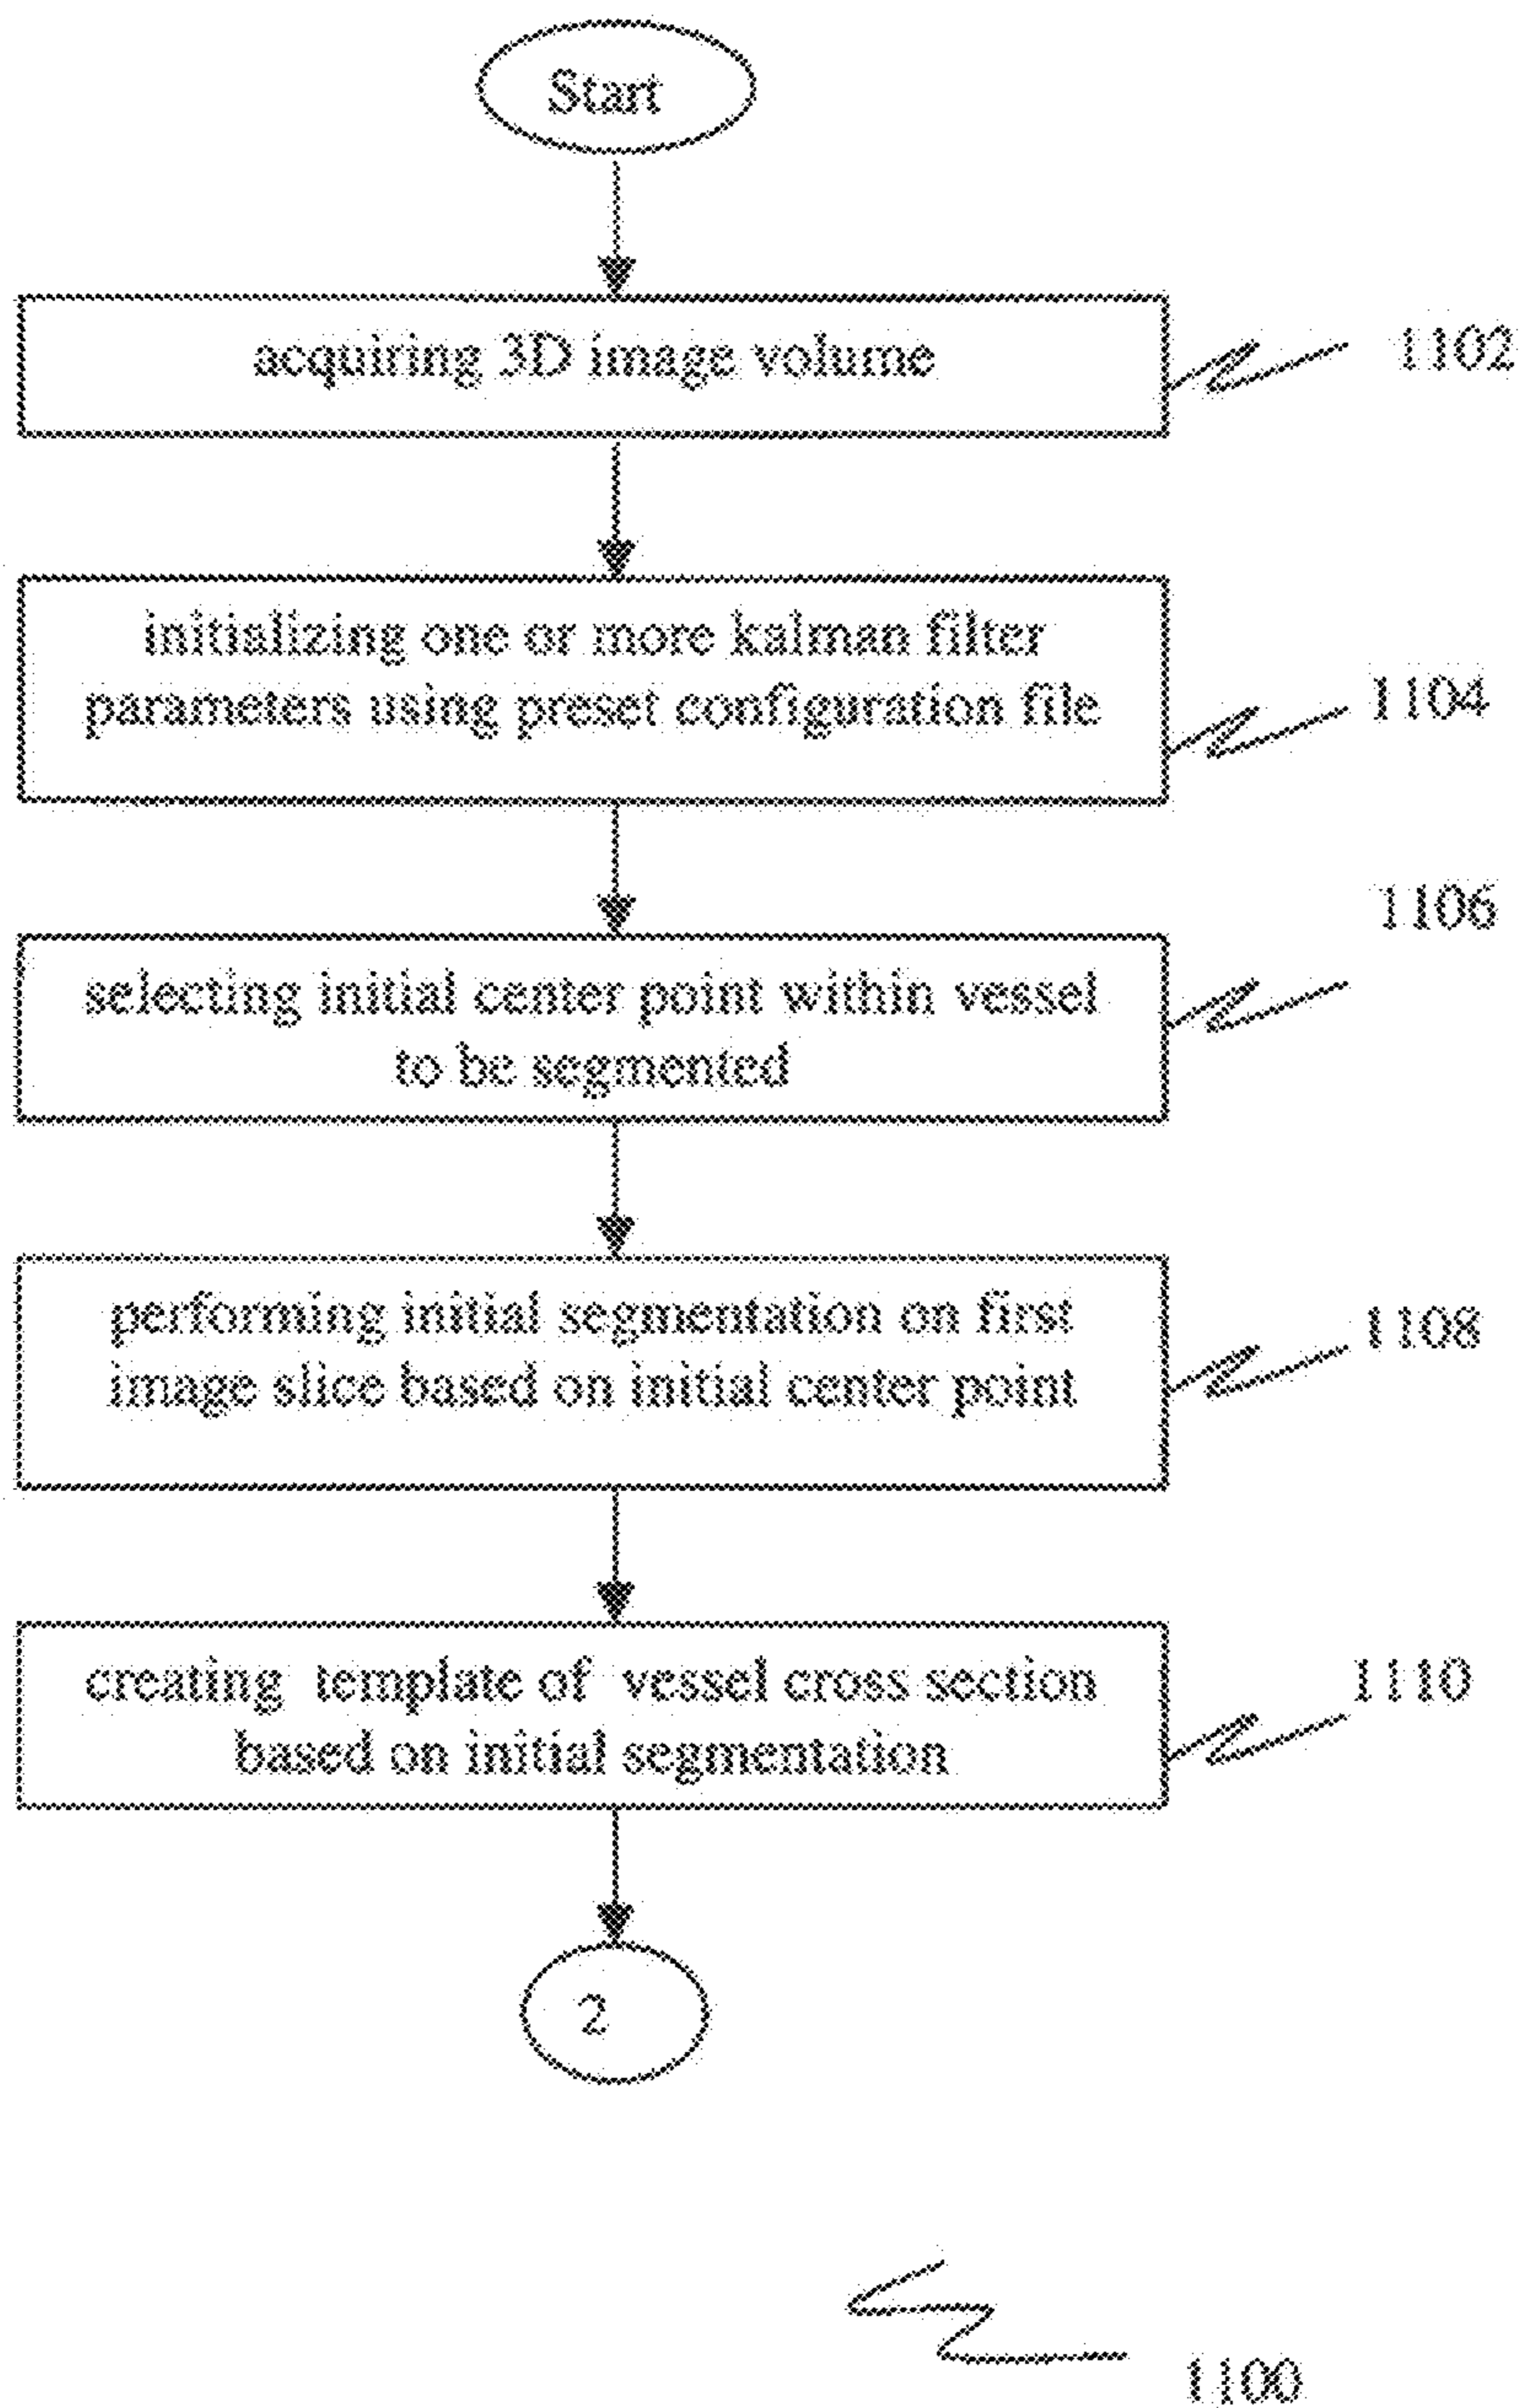 Start
acquiring 3D image volume
1102
initializing one or more kalman filter
parameters using preset configuration file
1104
1106
selecting initial center point within vessel
to be segmented
performing initial segmentation on first
image slice based on initial center point
1108
creating template of vessel cross section
based on initial segmentation
1110
2
1100